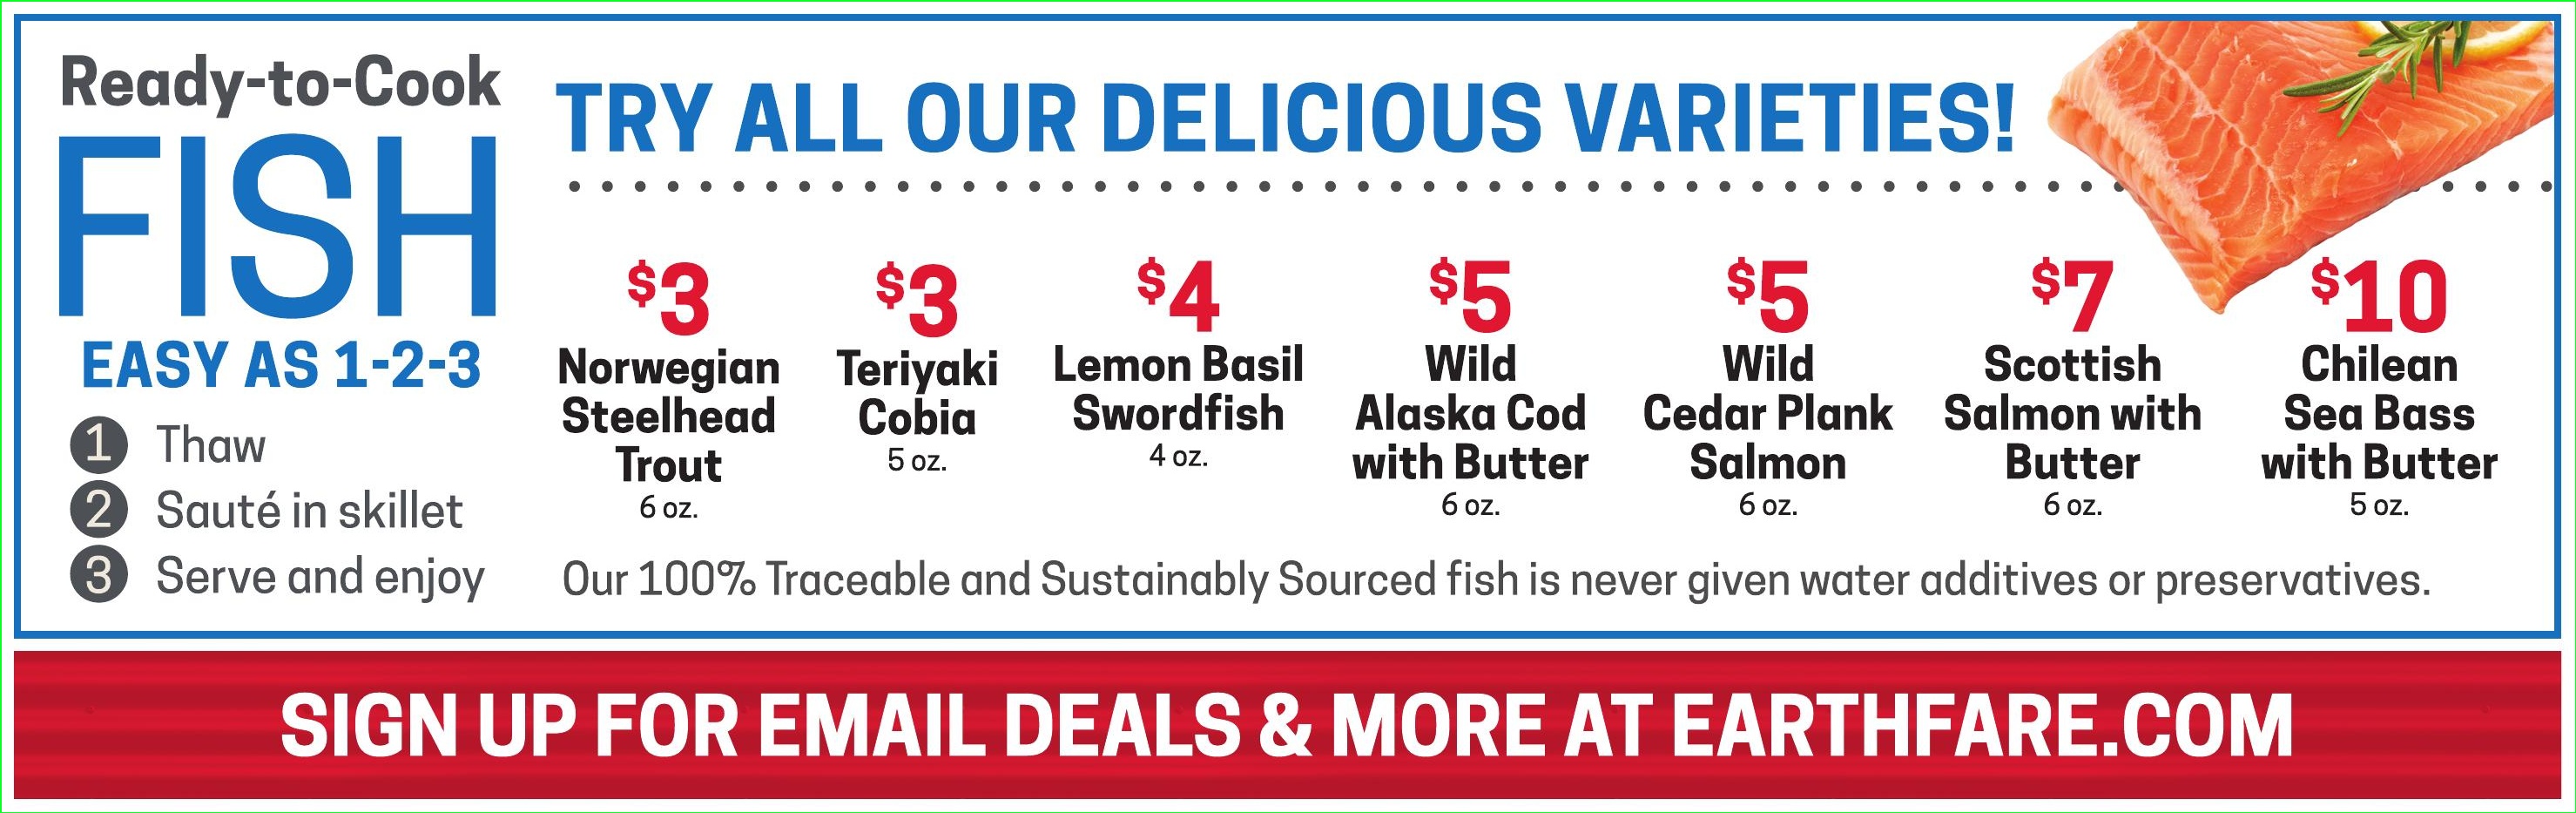 Ready-to-Cook
FISH
EASY AS 1-2-3
1 Thaw
2 Sauté in skillet
3 Serve and enjoy
TRY ALL OUR DELICIOUS VARIETIES!
$3
Norwegian
Steelhead
Trout
6 oz.
$3
Teriyaki
Cobia
5 oz.
$4
Lemon Basil
Swordfish
4 oz.
$5
Wild
Alaska Cod
with Butter
6 oz.
$5
Wild
Cedar Plank
Salmon
6 oz.
$7
Scottish
Salmon with
Butter
6 oz.
$10
Chilean
Sea Bass
with Butter
5 oz.
Our 100% Traceable and Sustainably Sourced fish is never given water additives or preservatives.
SIGN UP FOR EMAIL DEALS & MORE AT EARTHFARE.COM